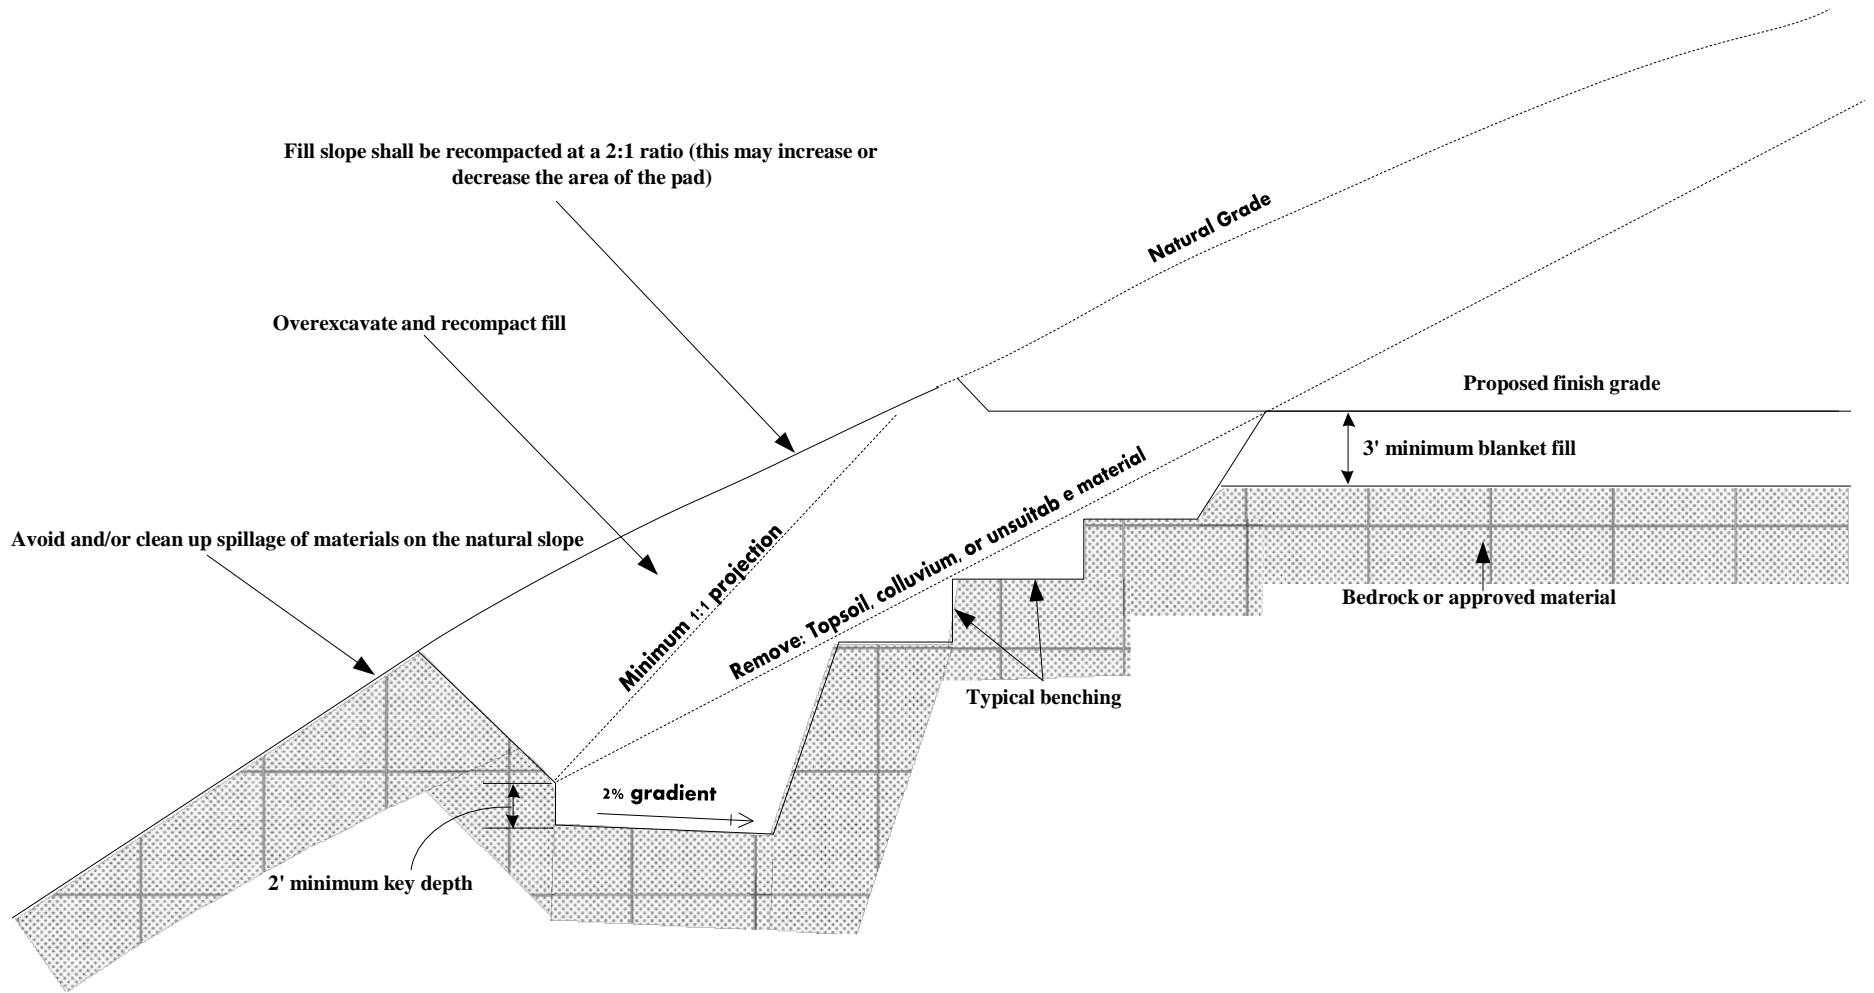 Fill slope shall be recompacted at a 2:1 ratio (this may increase or
decrease the area of the pad)
Natural Grade
Overexcavate and recompact fill
Proposed finish grade
3' minimum blanket fill
Avoid and/or clean up spillage of materials on the natural slope
Minimum 1:1 projection
Remove: Topsoil, colluvium, or unsuitab e material
Bedrock or approved material
Typical benching
2% gradient
2' minimum key depth